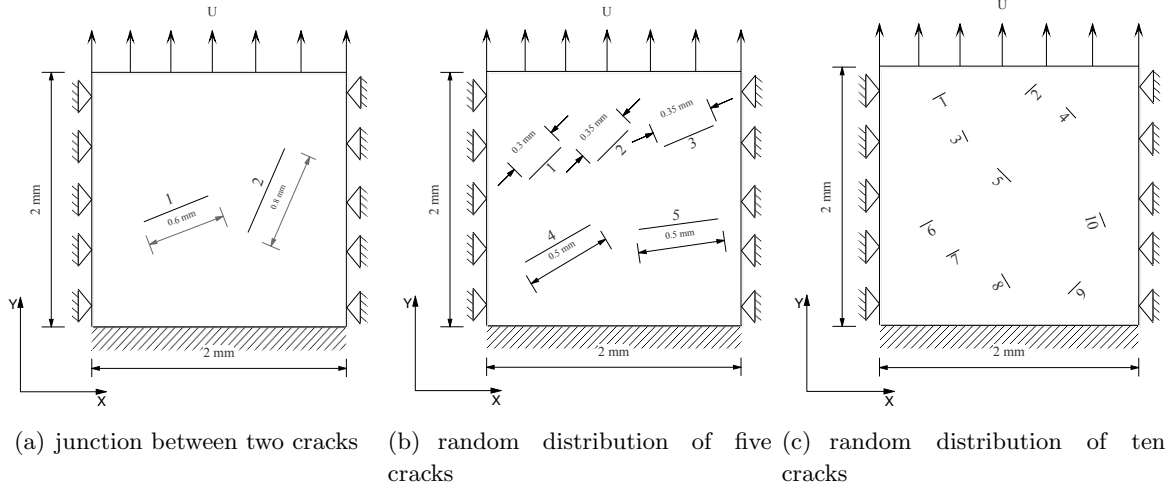 U
2 mm
1
0.6 mm
2
0.8 mm
2 mm
Y
X
(a) junction between two cracks
U
2 mm
0.3 mm
1
0.35 mm
2
0.35 mm
3
4
0.5 mm
5
0.5 mm
2 mm
Y
X
(b) random distribution of five
cracks
U
2 mm
1
2
3
4
5
6
7
8
9
10
2 mm
Y
X
(c) random distribution of ten
cracks